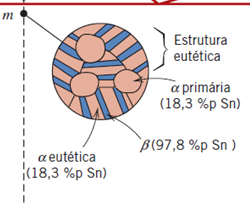 m
Estrutura
eutética
α primária
(18,3 %p Sn)
β (97,8 %p Sn )
α eutética
(18,3 %p Sn)